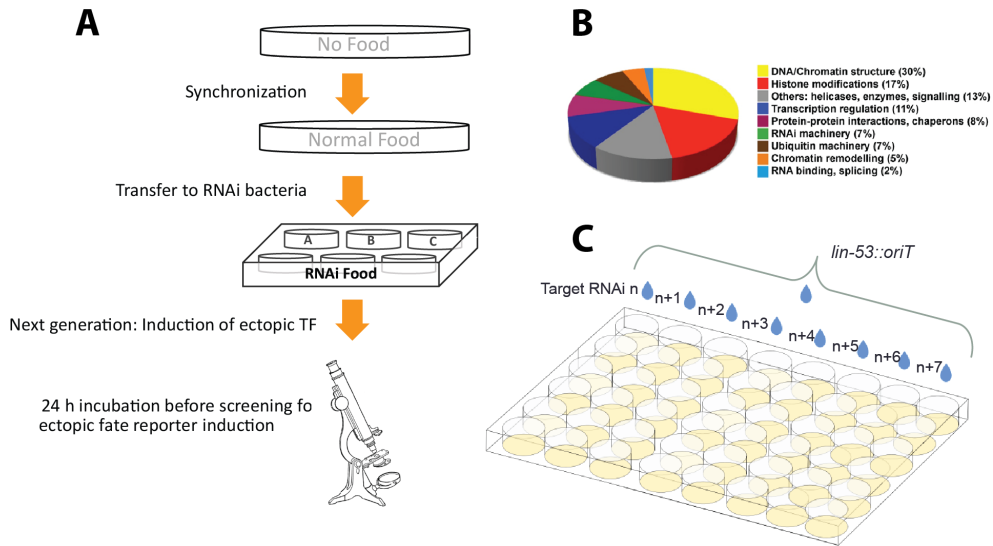 A
No Food
Synchronization
Normal Food
Transfer to RNAi bacteria
A
B
C
RNAi Food
Next generation: Induction of ectopic TF
24 h incubation before screening fo
ectopic fate reporter induction
B
DNA/Chromatin structure (30%)
Histone modifications (17%)
Others: helicases, enzymes, signalling (13%)
Transcription regulation (11%)
Protein-protein interactions, chaperons (8%)
RNAi machinery (7%)
Ubiquitin machinery (7%)
Chromatin remodelling (5%)
RNA binding, splicing (2%)
C
lin-53::oriT
Target RNAi n
n+1
n+2
n+3
n+4
n+5
n+6
n+7